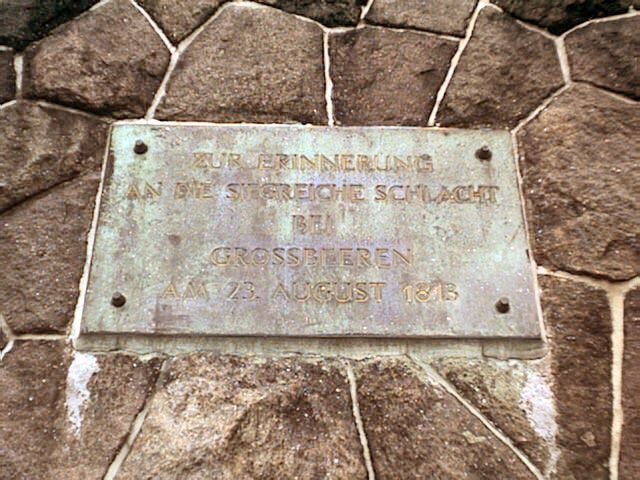 ZUR ERINNERUNG
AN DIE SIEGREICHE SCHLACHT
BEI
GROSSBEEREN
AM 23. AUGUST 1813